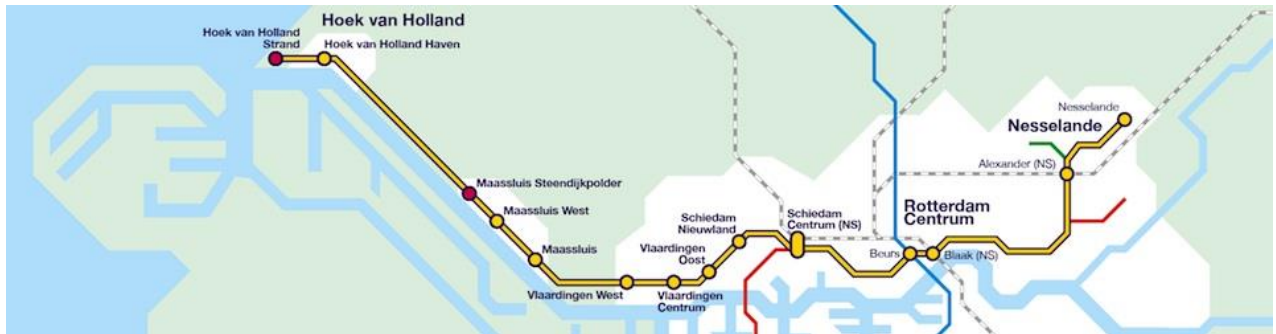 Hoek van Holland
Hoek van Holland
Strand
Hoek van Holland Haven
Maassluis Steendijkpolder
Maassluis West
Maassluis
Vlaardingen West
Vlaardingen
Centrum
Vlaardingen
Oost
Schiedam
Nieuwland
Schiedam
Centrum (NS)
Beurs
Blaak (NS)
Rotterdam
Centrum
Alexander (NS)
Nesselande
Nesselande